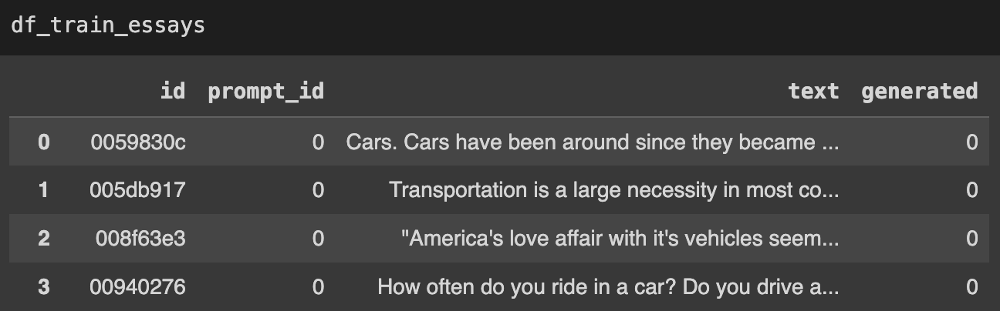 df_train_essays
id prompt_id text generated
0 0059830c 0 Cars. Cars have been around since they became ... 0
1 005db917 0 Transportation is a large necessity in most co... 0
2 008f63e3 0 "America's love affair with it's vehicles seem... 0
3 00940276 0 How often do you ride in a car? Do you drive a... 0